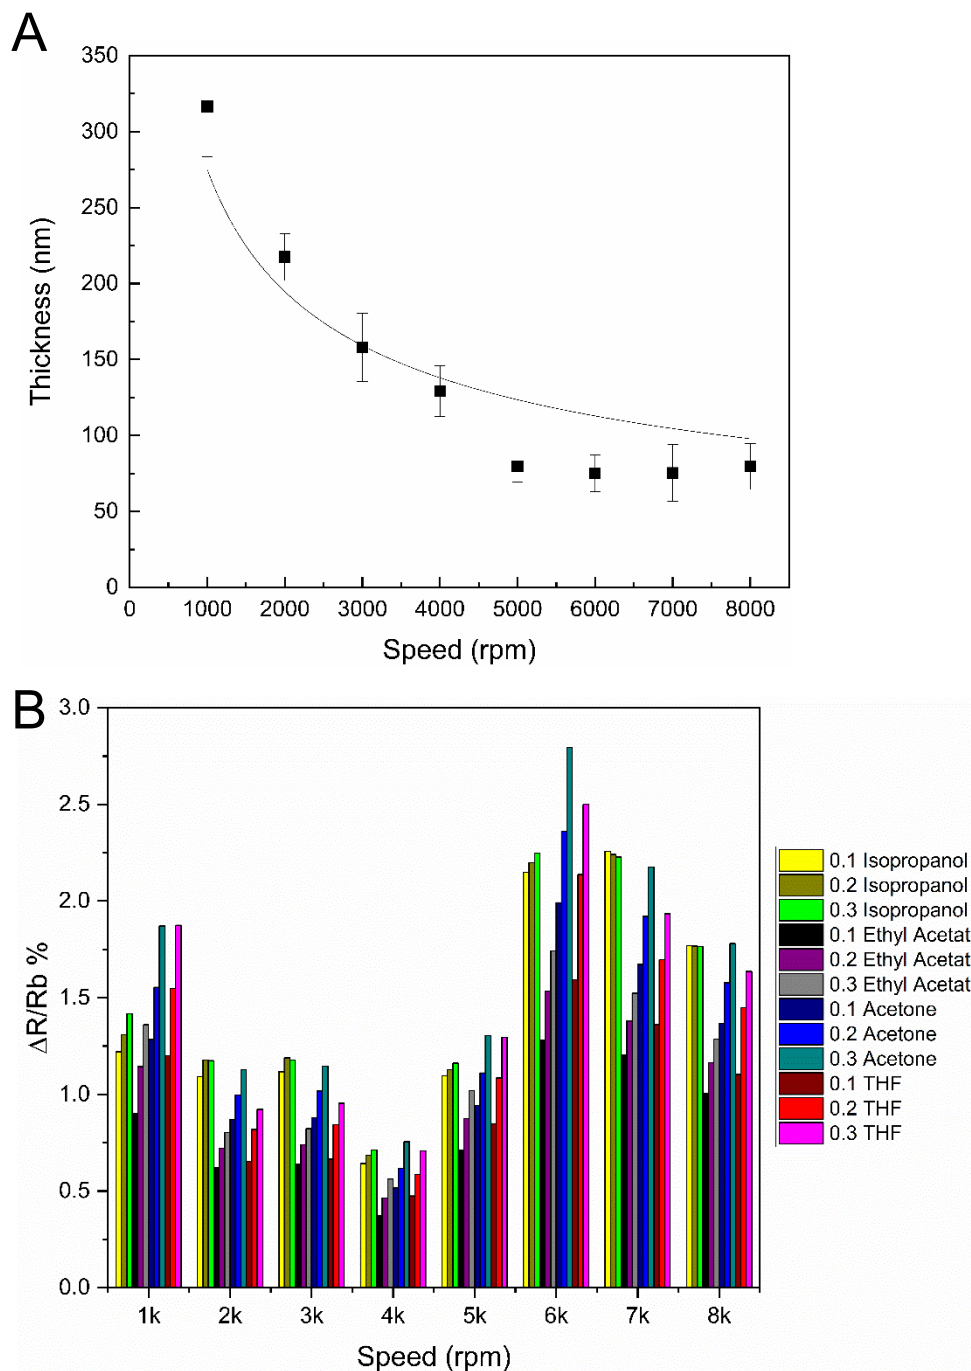 A
350
300
250
200
150
100
50
0
Thickness (nm)
0 1000 2000 3000 4000 5000 6000 7000 8000
Speed (rpm)
B
3.0
2.5
2.0
1.5
1.0
0.5
0.0
ΔR/Rb %
1k 2k 3k 4k 5k 6k 7k 8k
Speed (rpm)
0.1 Isopropanol
0.2 Isopropanol
0.3 Isopropanol
0.1 Ethyl Acetat
0.2 Ethyl Acetat
0.3 Ethyl Acetat
0.1 Acetone
0.2 Acetone
0.3 Acetone
0.1 THF
0.2 THF
0.3 THF